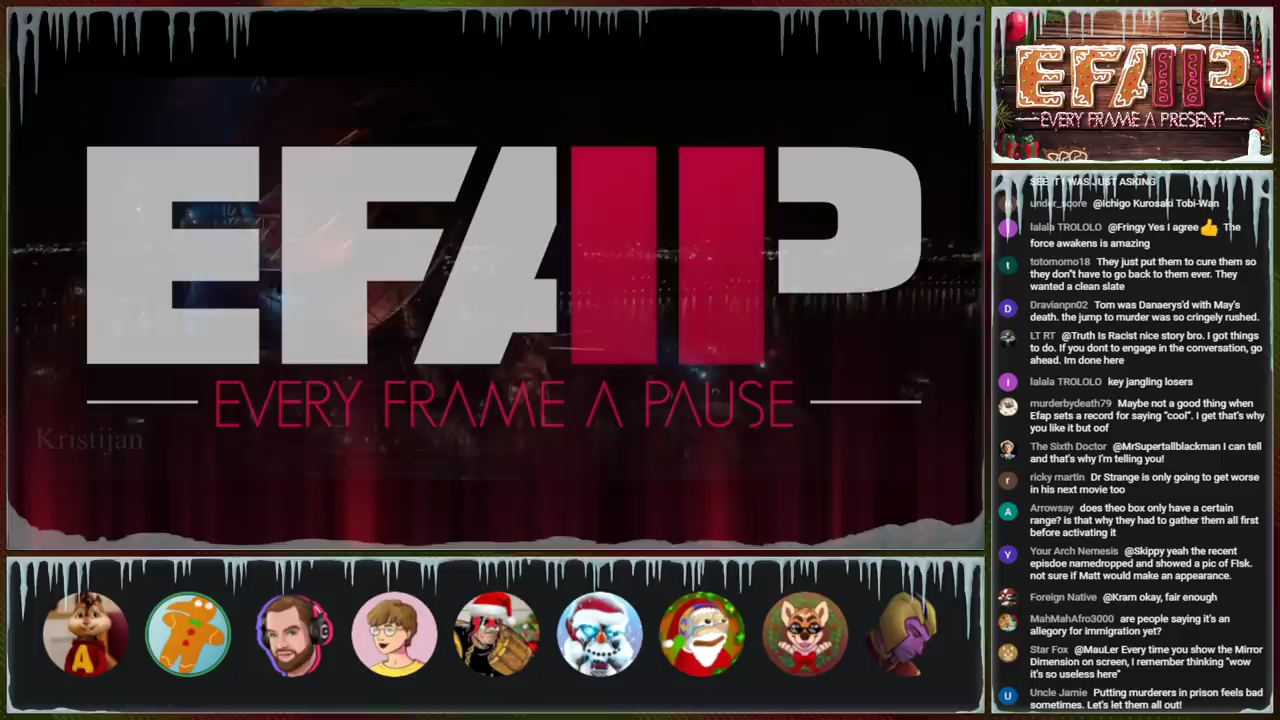 EFAP
EVERY FRAME A PAUSE
Kristijan
EFAP
EVERY FRAME A PRESENT
SEE IT I WAS JUST ASKING
under_score @Ichigo Kurosaki Tobi-Wan
lalala TROLOLO @Fringy Yes I agree 👍 The
force awakens is amazing
t
totomomo18 They just put them to cure them so
they don"t have to go back to them ever. They
wanted a clean slate
D
Dravianpn02 Tom was Danaerys'd with May's
death. the jump to murder was so cringely rushed.
LT RT @Truth Is Racist nice story bro. I got things
to do. If you dont to engage in the conversation, go
ahead. Im done here
l
lalala TROLOLO key jangling losers
murderbydeath79 Maybe not a good thing when
Efap sets a record for saying "cool". I get that's why
you like it but oof
The Sixth Doctor @MrSupertallblackman I can tell
and that's why I'm telling you!
r
ricky martin Dr Strange is only going to get worse
in his next movie too
A
Arrowsay does theo box only have a certain
range? is that why they had to gather them all first
before activating it
Y
Your Arch Nemesis @Skippy yeah the recent
episdoe namedropped and showed a pic of FIsk.
not sure if Matt would make an appearance.
Foreign Native @Kram okay, fair enough
MahMahAfro3000 are people saying it's an
allegory for immigration yet?
Star Fox @MauLer Every time you show the Mirror
Dimension on screen, I remember thinking "wow
it's so useless here"
U
Uncle Jamie Putting murderers in prison feels bad
sometimes. Let's let them all out!
A